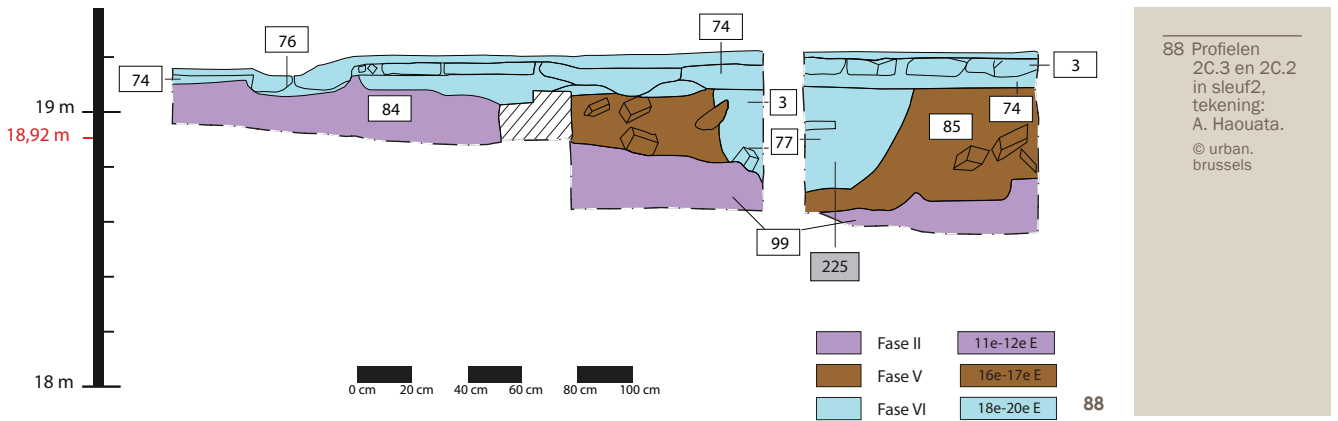 74
76
74
3
3
74
84
85
77
99
225
19 m
18,92 m
18 m
0 cm 20 cm 40 cm 60 cm 80 cm 100 cm
Fase II 11e-12e E
Fase V 16e-17e E
Fase VI 18e-20e E
88
88 Profielen
2C.3 en 2C.2
in sleuf2,
tekening:
A. Haouata.
© urban.
brussels